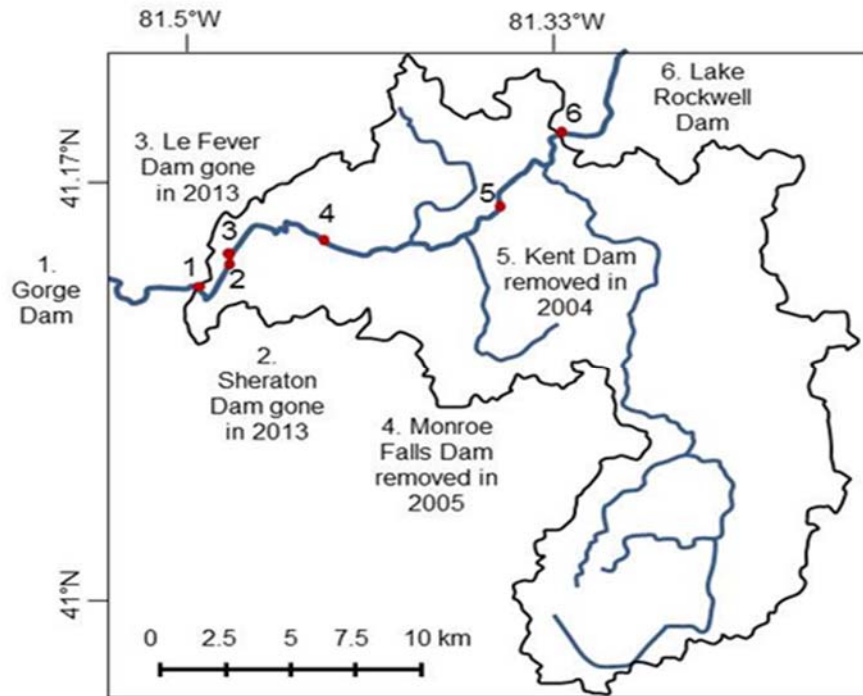 81.5°W
81.33°W
41.17°N
41°N
6. Lake
Rockwell
Dam
6
3. Le Fever
Dam gone
in 2013
5
4
3
2
1
1.
Gorge
Dam
5. Kent Dam
removed in
2004
2.
Sheraton
Dam gone
in 2013
4. Monroe
Falls Dam
removed in
2005
0 2.5 5 7.5 10 km